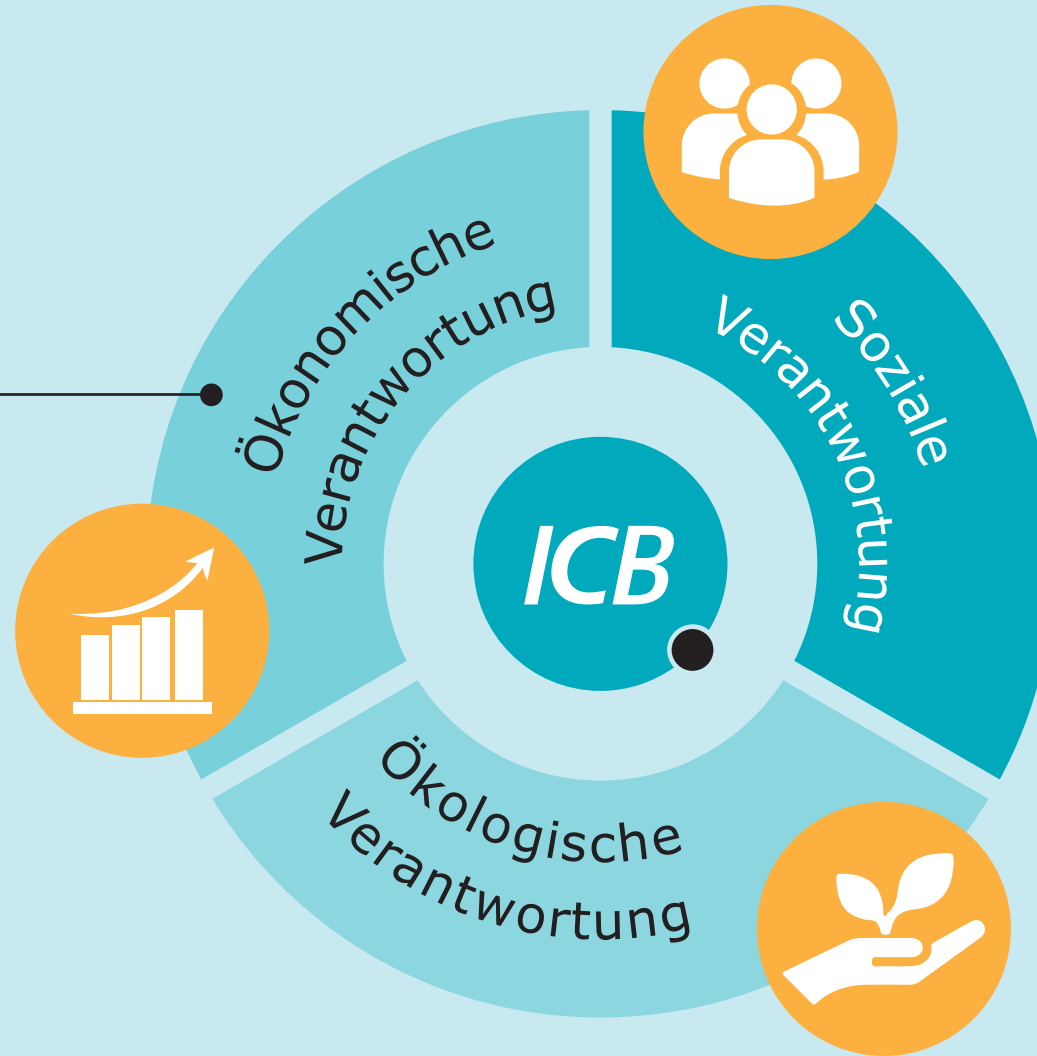 Ökonomische
Verantwortung
Soziale
Verantwortung
ICB
Ökologische
Verantwortung